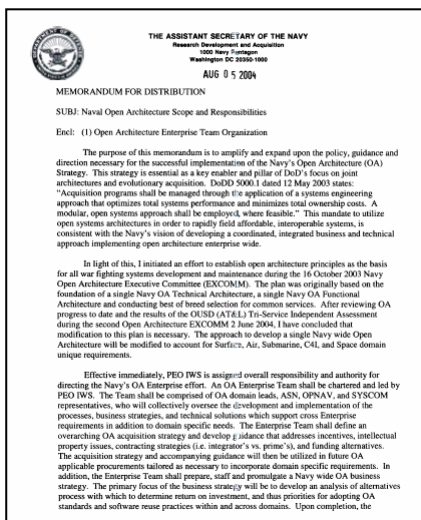 THE ASSISTANT SECRETARY OF THE NAVY
Research Development and Acquisition
1000 Navy Pentagon
Washington DC 20350-1000
AUG 05 2004
MEMORANDUM FOR DISTRIBUTION
SUBJ: Naval Open Architecture Scope and Responsibilities
Encl: (1) Open Architecture Enterprise Team Organization
The purpose of this memorandum is to amplify and expand upon the policy, guidance and
direction necessary for the successful implementation of the Navy's Open Architecture (OA)
Strategy. This strategy is essential as a key enabler and pillar of DoD's focus on joint
architectures and evolutionary acquisition. DoDD 5000.1 dated 12 May 2003 states:
"Acquisition programs shall be managed through the application of a systems engineering
approach that optimizes total systems performance and minimizes total ownership costs. A
modular, open systems approach shall be employed, where feasible." This mandate to utilize
open systems architectures in order to rapidly field affordable, interoperable systems, is
consistent with the Navy's vision of developing a coordinated, integrated business and technical
approach implementing open architecture enterprise wide.
In light of this, I initiated an effort to establish open architecture principles as the basis
for all war fighting systems development and maintenance during the 16 October 2003 Navy
Open Architecture Executive Committee (EXCOMM). The plan was originally based on the
foundation of a single Navy OA Technical Architecture, a single Navy OA Functional
Architecture and conducting best of breed selection for common services. After reviewing OA
progress to date and the results of the OUSD (AT&L) Tri-Service Independent Assessment
during the second Open Architecture EXCOMM 2 June 2004, I have concluded that
modification to this plan is necessary. The approach to develop a single Navy wide Open
Architecture will be modified to account for Surface, Air, Submarine, C4I, and Space domain
unique requirements.
Effective immediately, PEO IWS is assigned overall responsibility and authority for
directing the Navy's OA Enterprise effort. An OA Enterprise Team shall be chartered and led by
PEO IWS. The Team shall be comprised of OA domain leads, ASN, OPNAV, and SYSCOM
representatives, who will collectively oversee the development and implementation of the
processes, business strategies, and technical solutions which support cross Enterprise
requirements in addition to domain specific needs. The Enterprise Team shall define an
overarching OA acquisition strategy and develop guidance that addresses incentives, intellectual
property issues, contracting strategies (i.e. integrator's vs. prime's), and funding alternatives.
The acquisition strategy and accompanying guidance will then be utilized in future OA
applicable procurements tailored as necessary to incorporate domain specific requirements. In
addition, the Enterprise Team shall prepare, staff and promulgate a Navy wide OA business
strategy. The primary focus of the business strategy will be to develop an analysis of alternatives
process with which to determine return on investment, and thus priorities for adopting OA
standards and software reuse practices within and across domains. Upon completion, the